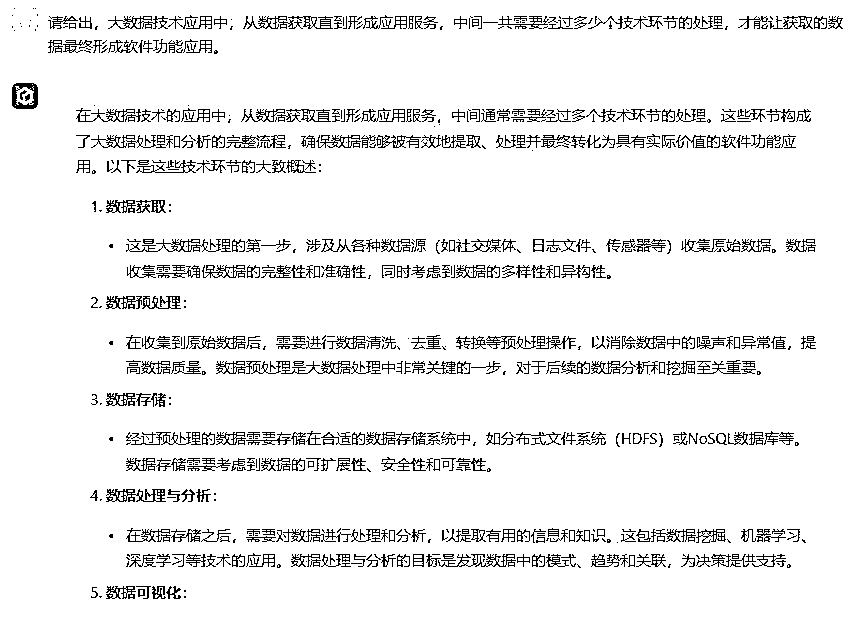 请给出，大数据技术应用中，从数据获取直到形成应用服务，中间一共需要经过多少个技术环节的处理，才能让获取的数
据最终形成软件功能应用。
在大数据技术的应用中，从数据获取直到形成应用服务，中间通常需要经过多个技术环节的处理。这些环节构成
了大数据处理和分析的完整流程，确保数据能够被有效地提取、处理并最终转化为具有实际价值的软件功能应
用。以下是这些技术环节的大致概述：
1. 数据获取：
• 这是大数据处理的第一步，涉及从各种数据源（如社交媒体、日志文件、传感器等）收集原始数据。数据
收集需要确保数据的完整性和准确性，同时考虑到数据的多样性和异构性。
2. 数据预处理：
• 在收集到原始数据后，需要进行数据清洗、去重、转换等预处理操作，以消除数据中的噪声和异常值，提
高数据质量。数据预处理是大数据处理中非常关键的一步，对于后续的数据分析和挖掘至关重要。
3. 数据存储：
• 经过预处理的数据需要存储在合适的数据存储系统中，如分布式文件系统（HDFS）或NoSQL数据库等。
数据存储需要考虑到数据的可扩展性、安全性和可靠性。
4. 数据处理与分析：
• 在数据存储之后，需要对数据进行处理和分析，以提取有用的信息和知识。这包括数据挖掘、机器学习、
深度学习等技术的应用。数据处理与分析的目标是发现数据中的模式、趋势和关联，为决策提供支持。
5. 数据可视化：